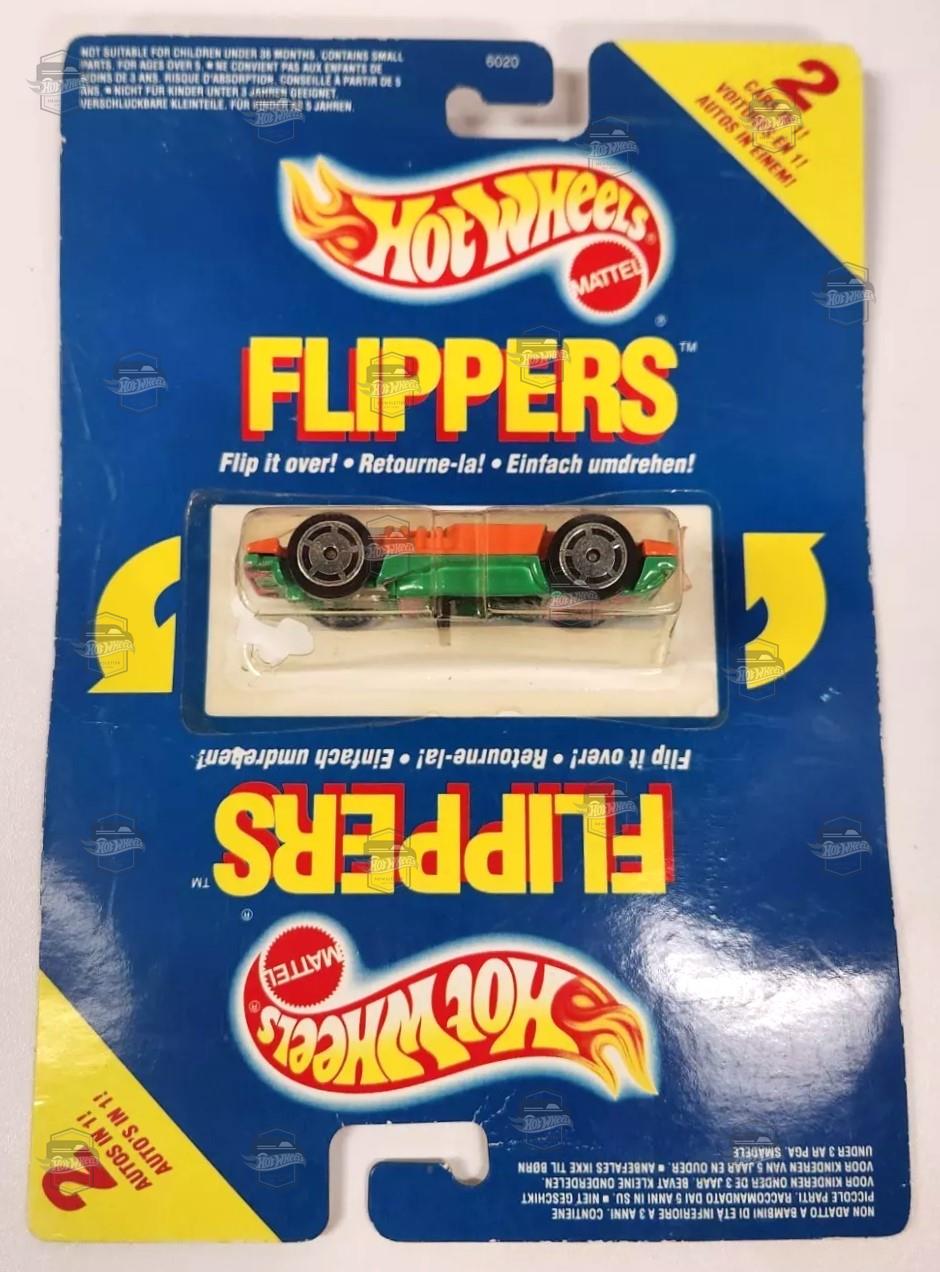 NOT SUITABLE FOR CHILDREN UNDER 36 MONTHS. CONTAINS SMALL
PARTS. FOR AGES OVER 5. ■ NE CONVIENT PAS AUX ENFANTS DE
MOINS DE 3 ANS. RISQUE D'ABSORPTION. CONSEILLÉ A PARTIR DE 5
ANS. ■ NICHT FÜR KINDER UNTER 3 JAHREN GEEIGNET.
VERSCHLUCKBARE KLEINTEILE. FÜR KINDER AB 5 JAHREN.
6020
2
CARS
VOITURES EN 1!
AUTOS IN EINEM!
HOT WHEELS®
MATTEL
®
FLIPPERS™
Flip it over! • Retourne-la! • Einfach umdrehen!
Flip it over! • Retourne-la! • Einfach umdrehen!
FLIPPERS™
®
MATTEL
HOT WHEELS®
2
AUTOS IN 1!
AUTO'S IN 1!
NON ADATTO A BAMBINI DI ETÀ INFERIORE A 3 ANNI. CONTIENE
PICCOLE PARTI. RACCOMANDATO DAI 5 ANNI IN SU. ■ NIET GESCHIKT
VOOR KINDEREN ONDER DE 3 JAAR. BEVAT KLEINE ONDERDELEN.
VOOR KINDEREN VAN 5 JAAR EN OUDER. ■ ANBEFALES IKKE TIL BØRN
UNDER 3 ÅR PGA. SMÅDELE